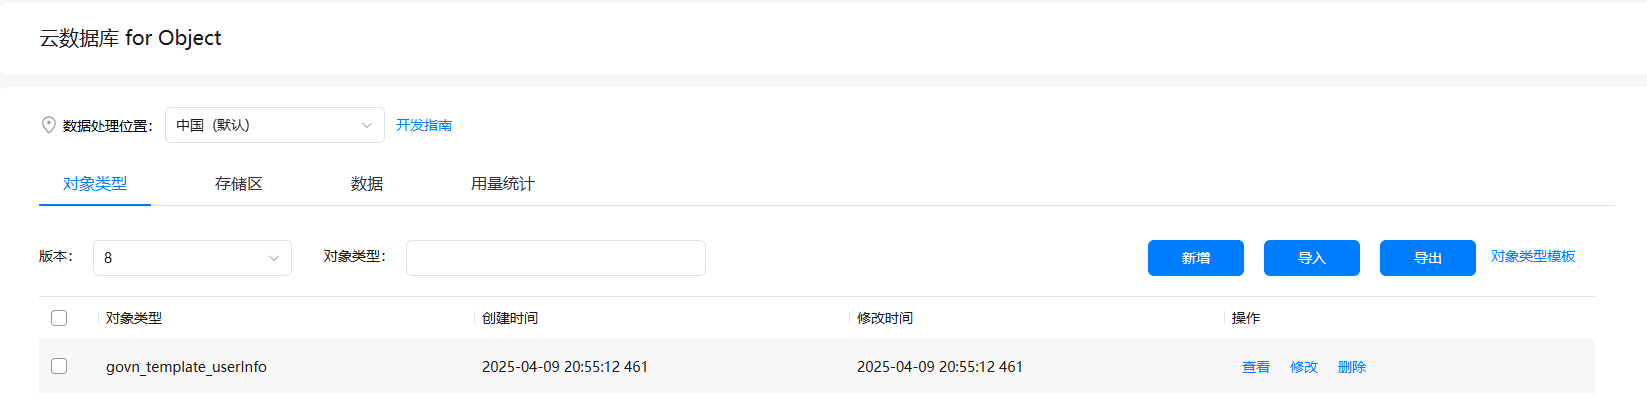 云数据库 for Object
数据处理位置： 中国（默认） 开发指南
对象类型 存储区 数据 用量统计
版本： 8 对象类型： 新增 导入 导出 对象类型模板
对象类型 创建时间 修改时间 操作
govn_template_userInfo 2025-04-09 20:55:12 461 2025-04-09 20:55:12 461 查看 修改 删除